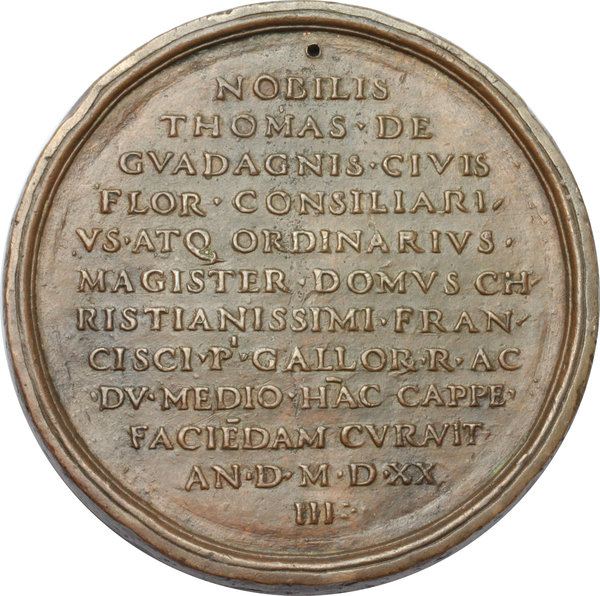 NOBILIS
THOMAS · DE
GVADAGNIS · CIVIS
FLOR · CONSILIARI ·
VS · ATQ ORDINARIVS ·
MAGISTER · DOMVS CH
RISTIANISSIMI · FRAN ·
CISCI · Pͥ · GALLOR · R · AC
· DV · MEDIO · HĀC CAPPE ·
FACIĒDAM CVRAVIT
AN · D · M · D · XX
III ·